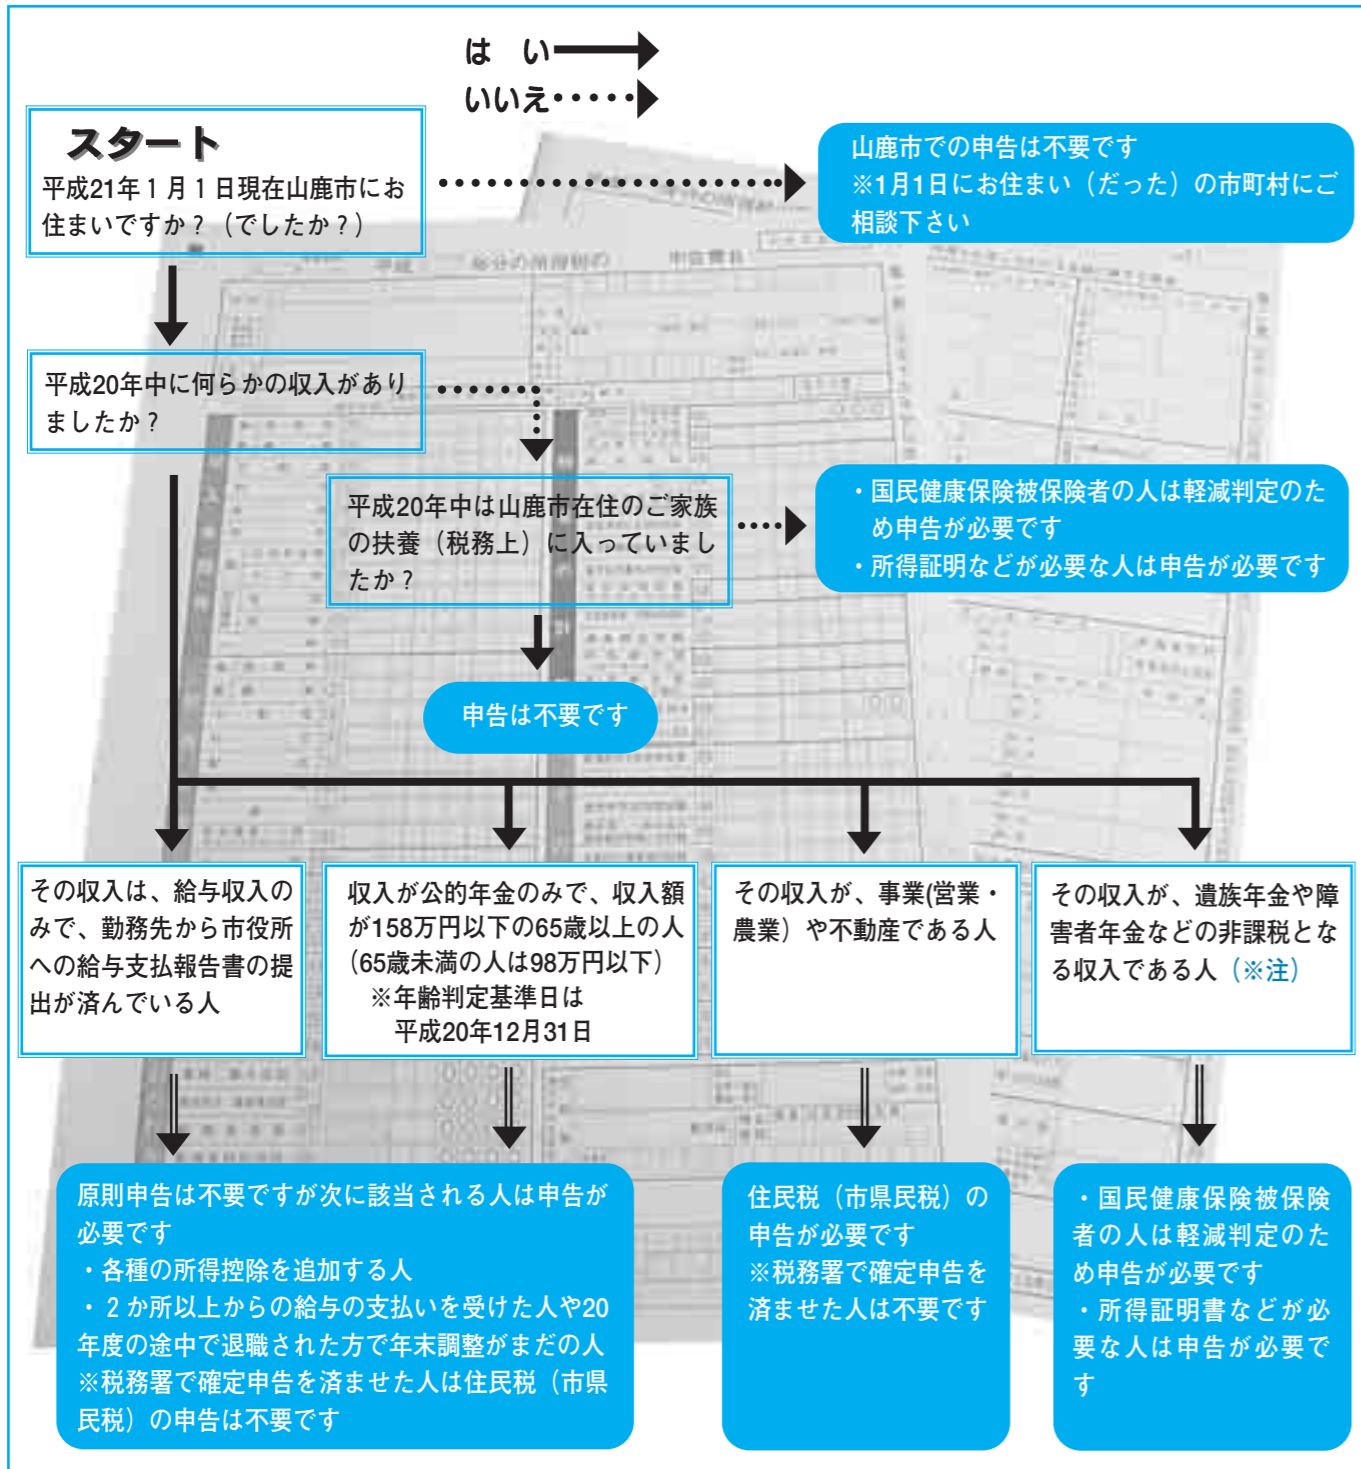 は い
いいえ
スタート
平成21年1月1日現在山鹿市にお
住まいですか？（でしたか？）
山鹿市での申告は不要です
※1月1日にお住まい（だった）の市町村にご
相談下さい
平成20年中に何らかの収入があり
ましたか？
平成20年中は山鹿市在住のご家族
の扶養（税務上）に入っていまし
たか？
・国民健康保険被保険者の人は軽減判定のた
め申告が必要です
・所得証明などが必要な人は申告が必要です
申告は不要です
その収入は、給与収入の
みで、勤務先から市役所
への給与支払報告書の提
出が済んでいる人
収入が公的年金のみで、収入額
が158万円以下の65歳以上の人
（65歳未満の人は98万円以下）
※年齢判定基準日は
平成20年12月31日
その収入が、事業(営業・
農業）や不動産である人
その収入が、遺族年金や障
害者年金などの非課税とな
る収入である人（※注）
原則申告は不要ですが次に該当される人は申告が
必要です
・各種の所得控除を追加する人
・２か所以上からの給与の支払いを受けた人や20
年度の途中で退職された方で年末調整がまだの人
※税務署で確定申告を済ませた人は住民税（市県
民税）の申告は不要です
住民税（市県民税）の
申告が必要です
※税務署で確定申告を
済ませた人は不要です
・国民健康保険被保険
者の人は軽減判定のた
め申告が必要です
・所得証明書などが必
要な人は申告が必要で
す